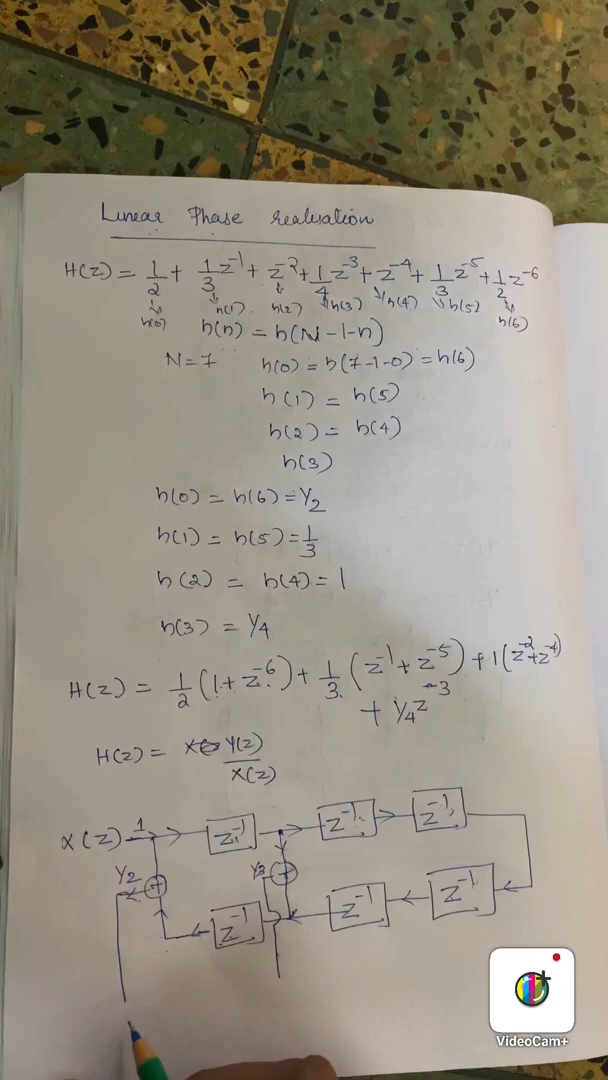 Linear Phase realisation
H(z) = 1/2 + 1/3 z^-1 + z^-2 + 1/4 z^-3 + z^-4 + 1/3 z^-5 + 1/2 z^-6
h(0) h(1) h(2) h(3) h(4) h(5) h(6)
h(n) = h(N-1-n)
N=7 h(0) = h(7-1-0) = h(6)
h(1) = h(5)
h(2) = h(4)
h(3)
h(0) = h(6) = 1/2
h(1) = h(5) = 1/3
h(2) = h(4) = 1
h(3) = 1/4
H(z) = 1/2 (1 + z^-6) + 1/3 (z^-1 + z^-5) + 1(z^-2 + z^-4)
+ 1/4 z^-3
H(z) = Y(z)/X(z)
X(z) 1 z^-1 z^-1 z^-1
1/2 + 1/3 +
z^-1 z^-1 z^-1
VideoCam+